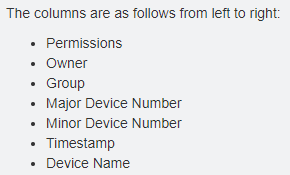 The columns are as follows from left to right:
• Permissions
• Owner
• Group
• Major Device Number
• Minor Device Number
• Timestamp
• Device Name